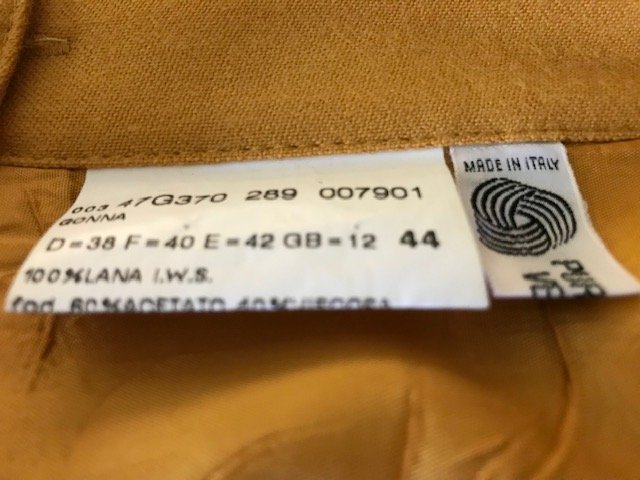 003 47G370 289 007901
GONNA
D=38 F=40 E=42 GB=12 44
100%LANA I.W.S.
fod. 60%ACETATO 40%
MADE IN ITALY